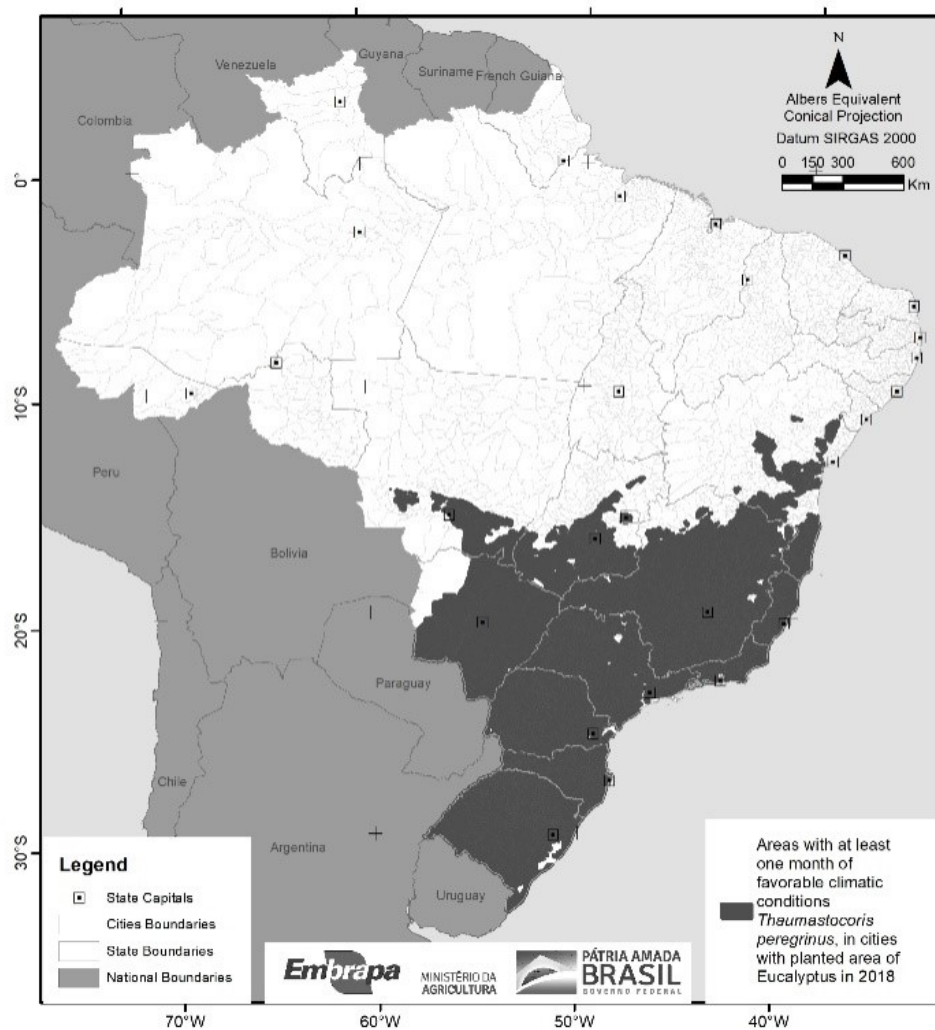 Venezuela
Guyana
Suriname
French Guiana
Colombia
Peru
Bolivia
Paraguay
Chile
Argentina
Uruguay
N
Albers Equivalent
Conical Projection
Datum SIRGAS 2000
0 150 300 600
Km
0°
10°S
20°S
30°S
70°W
60°W
50°W
40°W
Legend
State Capitals
Cities Boundaries
State Boundaries
National Boundaries
Embrapa
MINISTÉRIO DA
AGRICULTURA
PÁTRIA AMADA
BRASIL
GOVERNO FEDERAL
Areas with at least
one month of
favorable climatic
conditions
Thaumastocoris
peregrinus, in cities
with planted area of
Eucalyptus in 2018